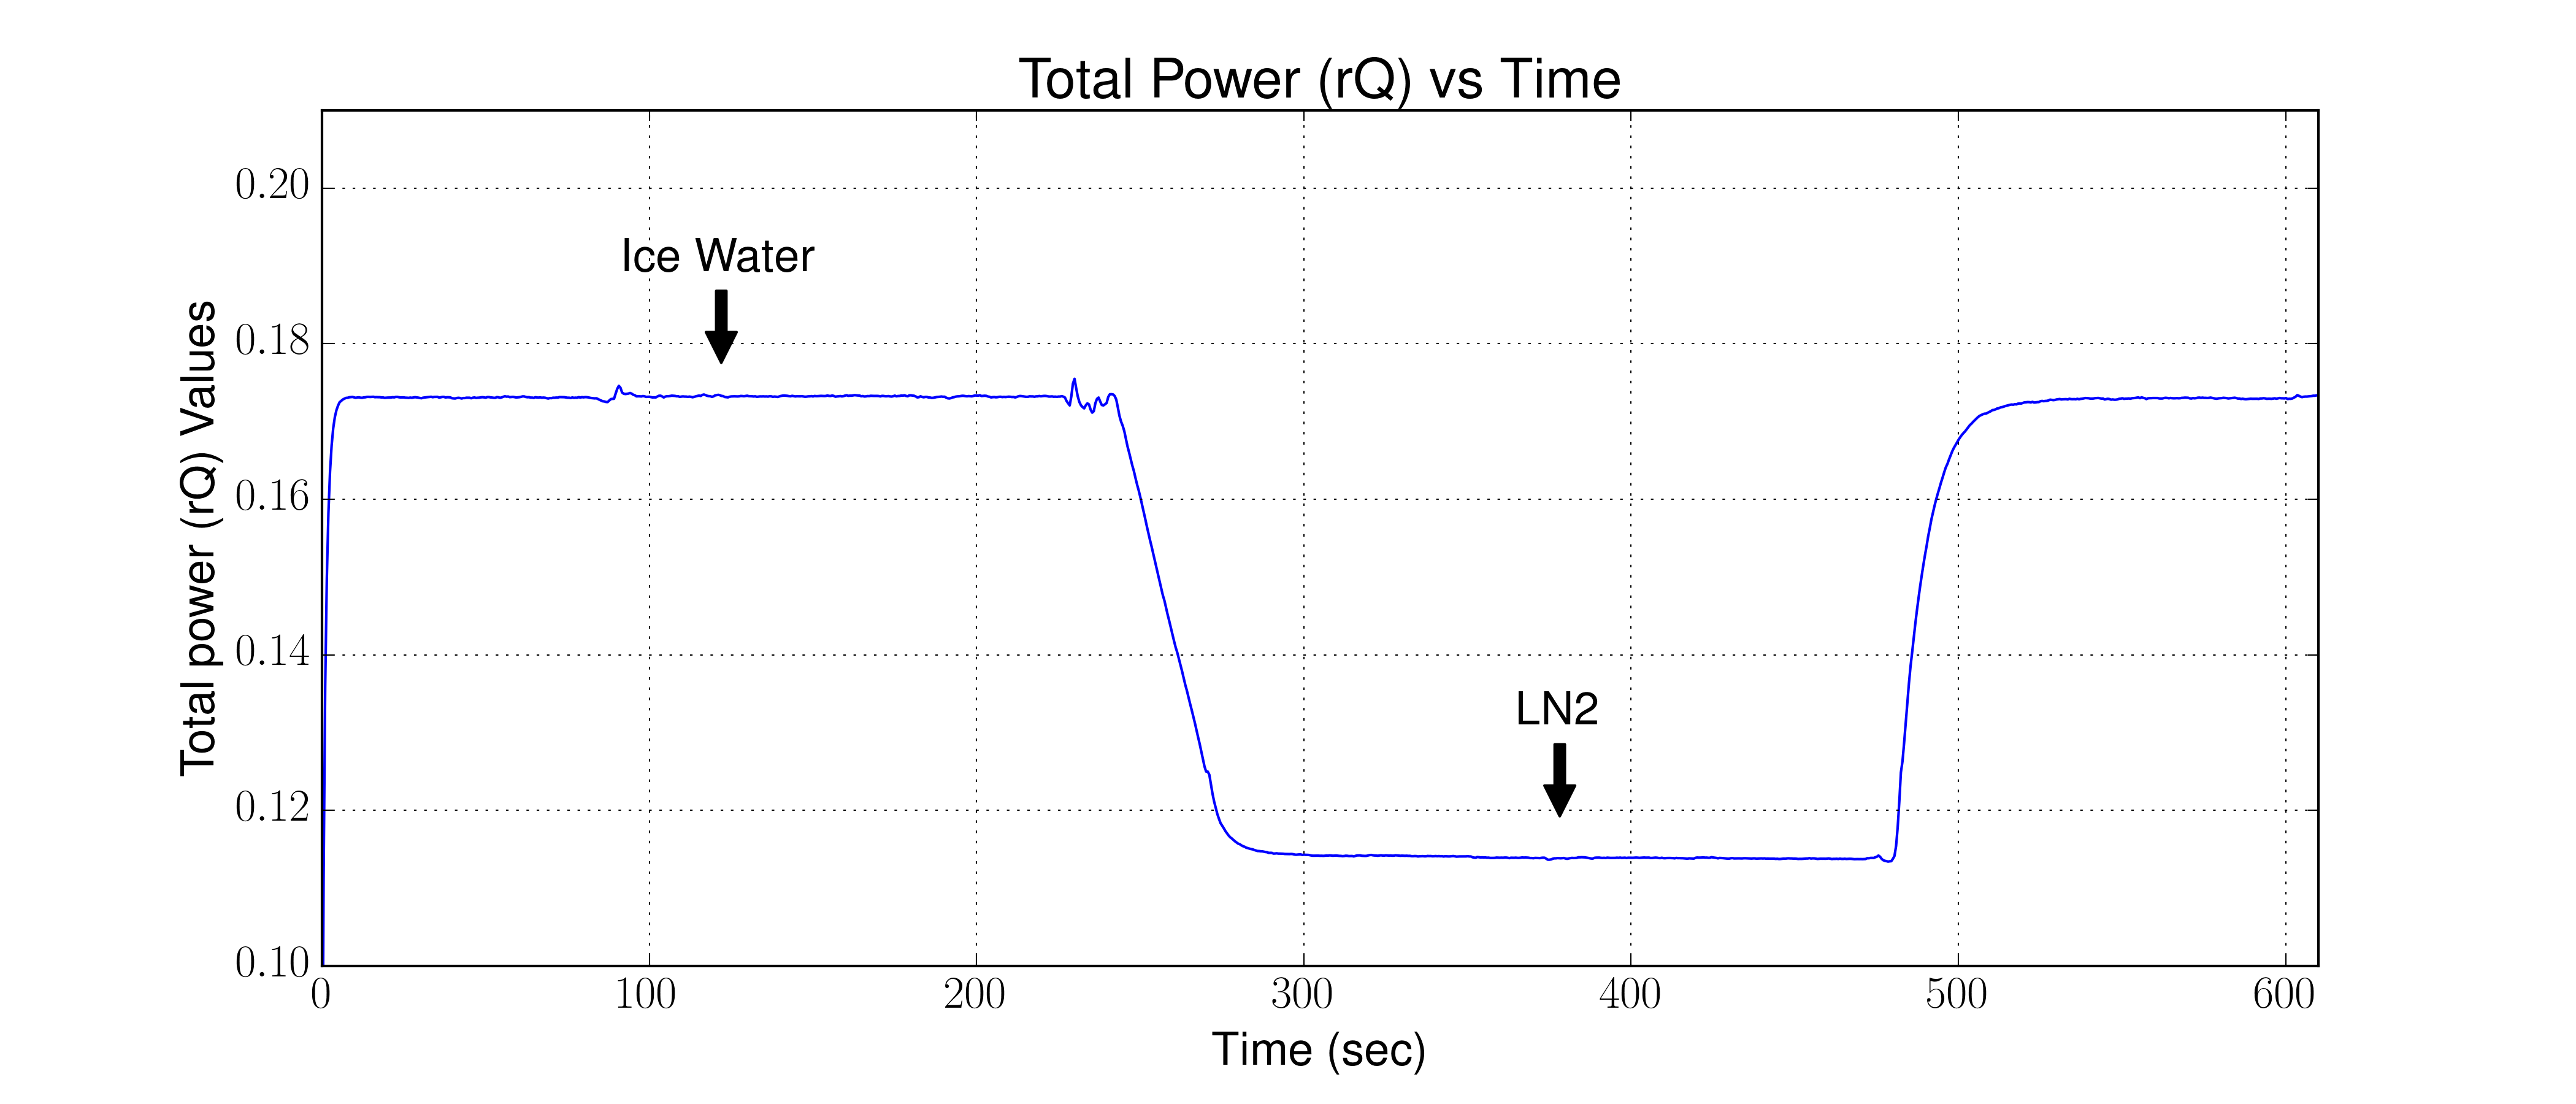 Total Power (rQ) vs Time
Total power (rQ) Values
0.20
0.18
0.16
0.14
0.12
0.10
Ice Water
LN2
0 100 200 300 400 500 600
Time (sec)